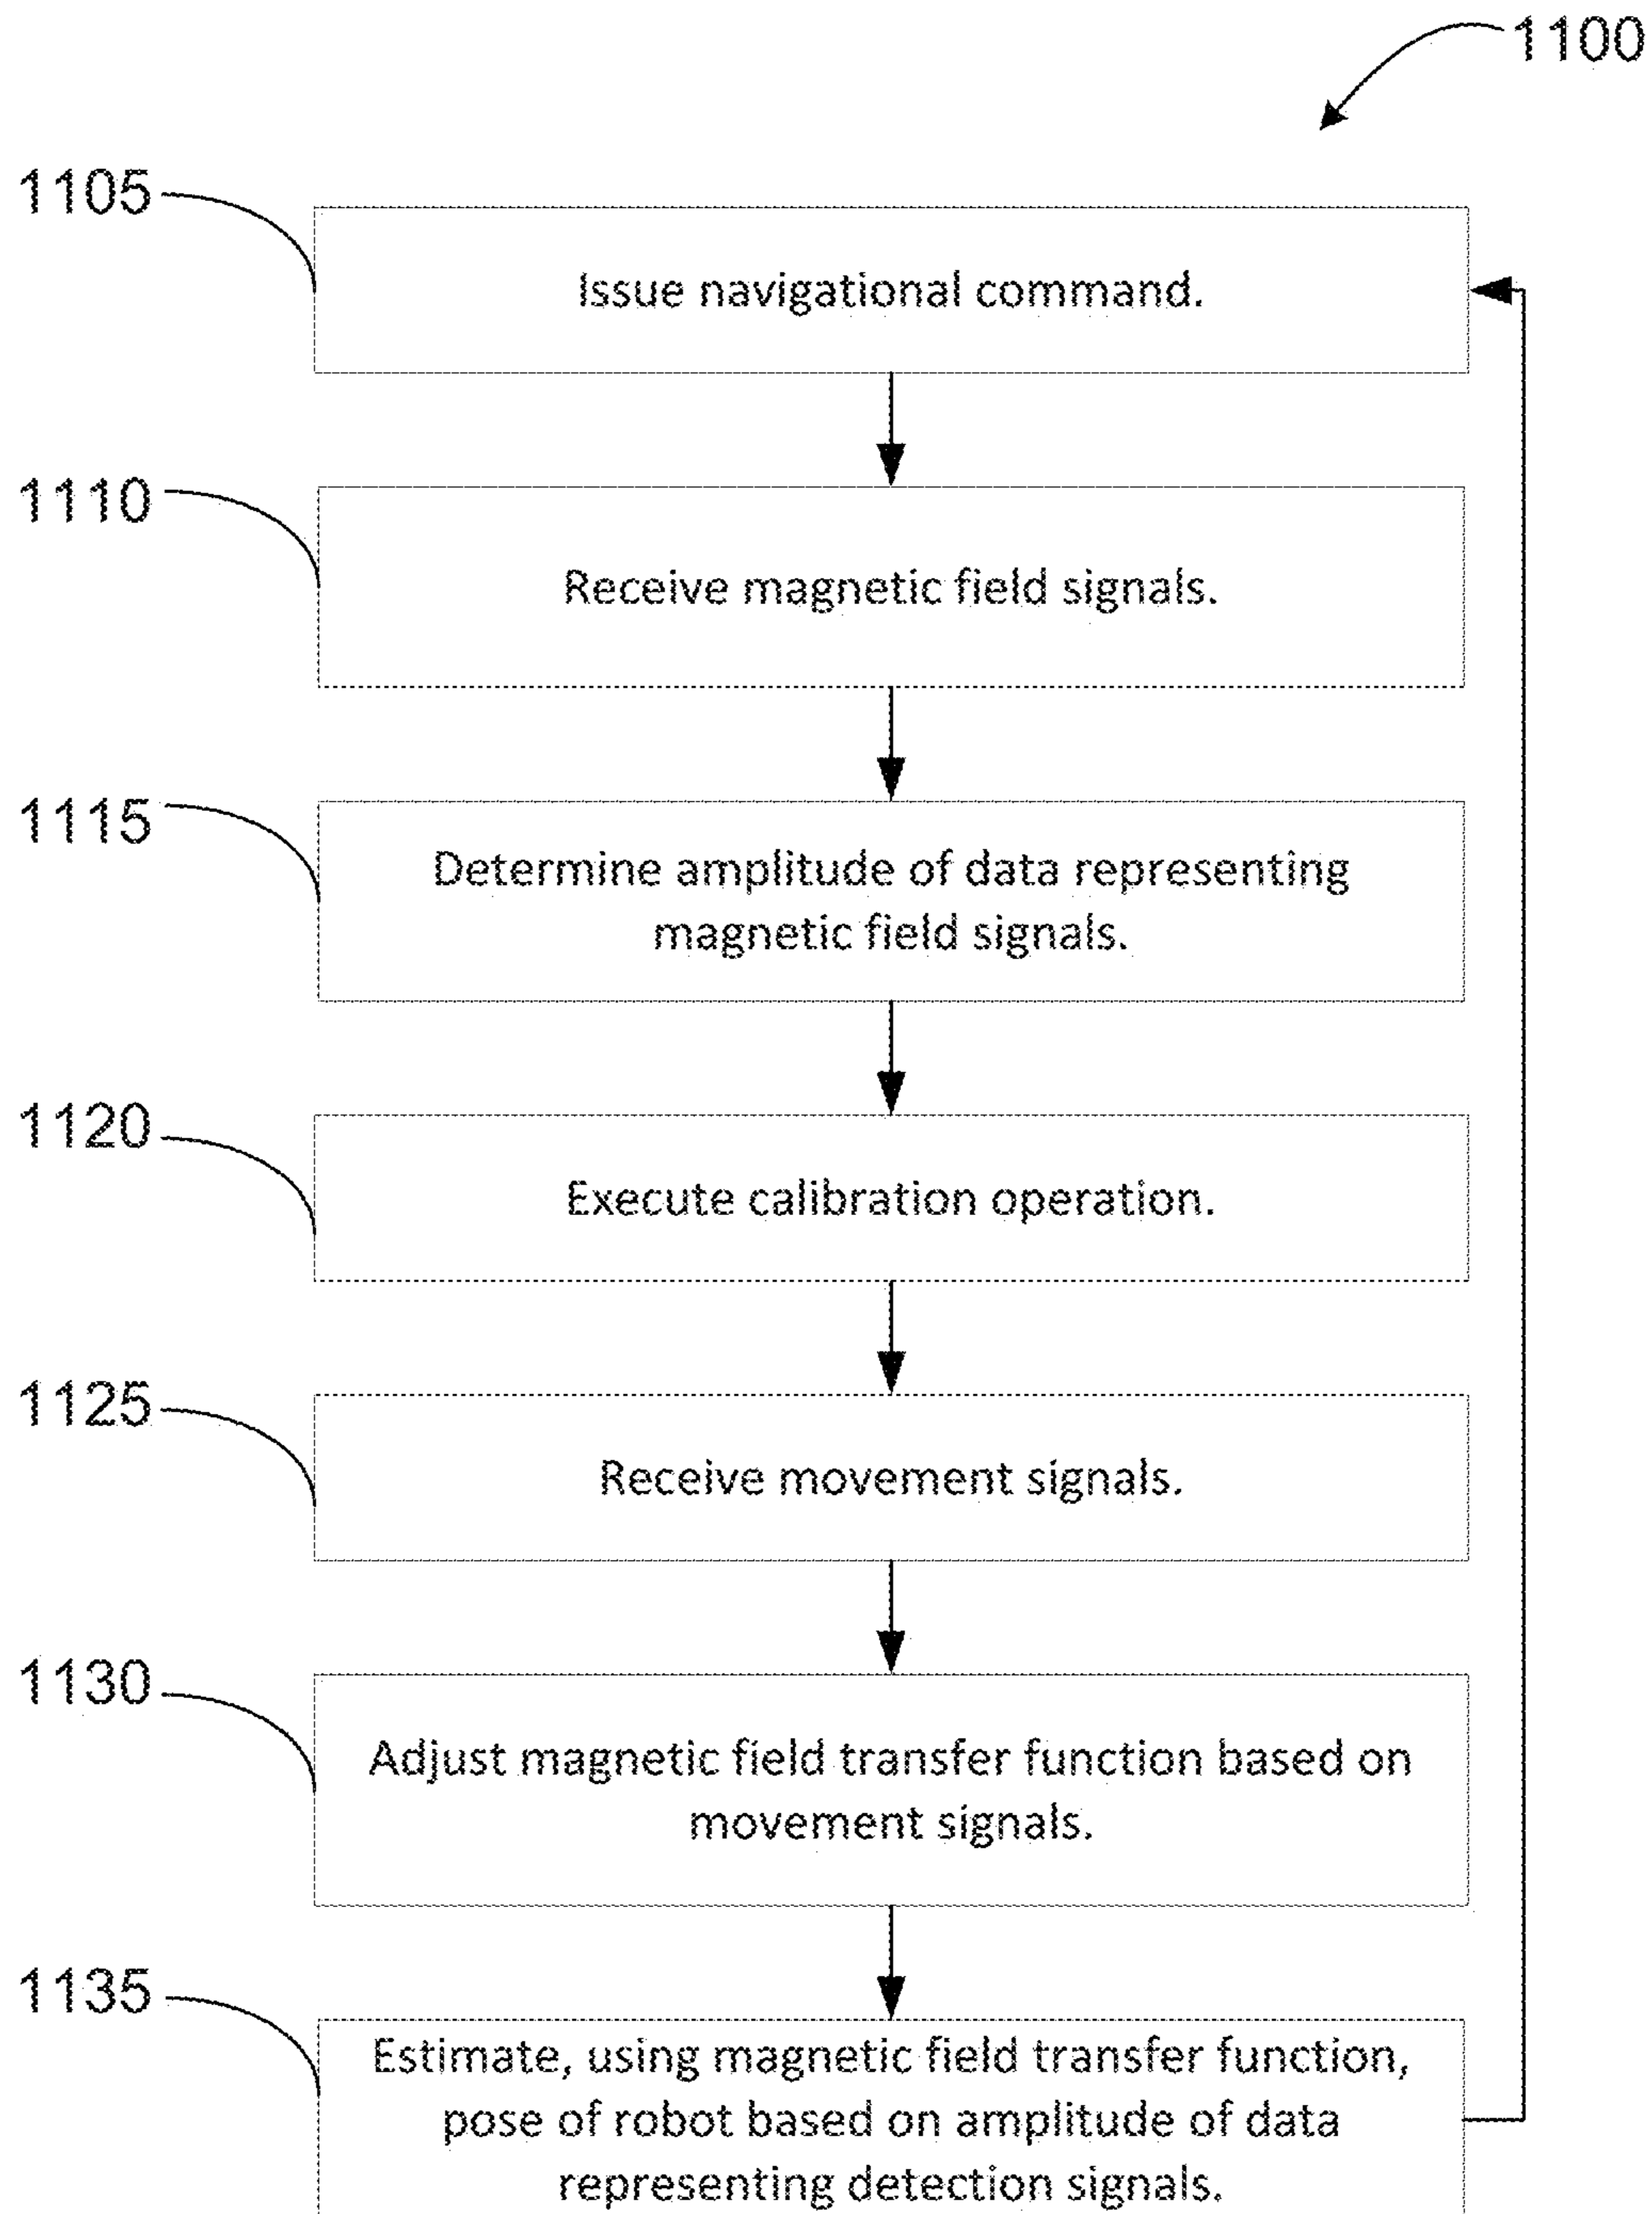 1100
1105
Issue navigational command.
1110
Receive magnetic field signals.
1115
Determine amplitude of data representing
magnetic field signals.
1120
Execute calibration operation.
1125
Receive movement signals.
1130
Adjust magnetic field transfer function based on
movement signals.
1135
Estimate, using magnetic field transfer function,
pose of robot based on amplitude of data
representing detection signals.